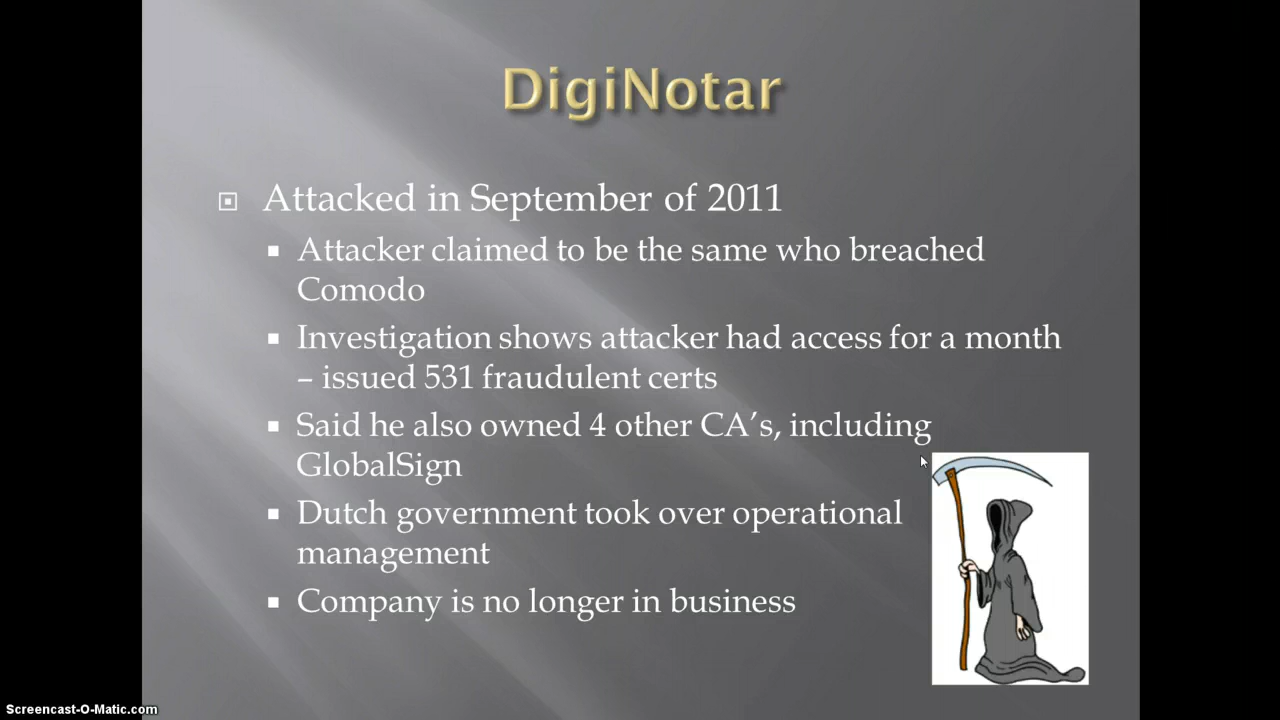 DigiNotar
Attacked in September of 2011
Attacker claimed to be the same who breached
Comodo
Investigation shows attacker had access for a month
– issued 531 fraudulent certs
Said he also owned 4 other CA’s, including
GlobalSign
Dutch government took over operational
management
Company is no longer in business
Screencast-O-Matic.com